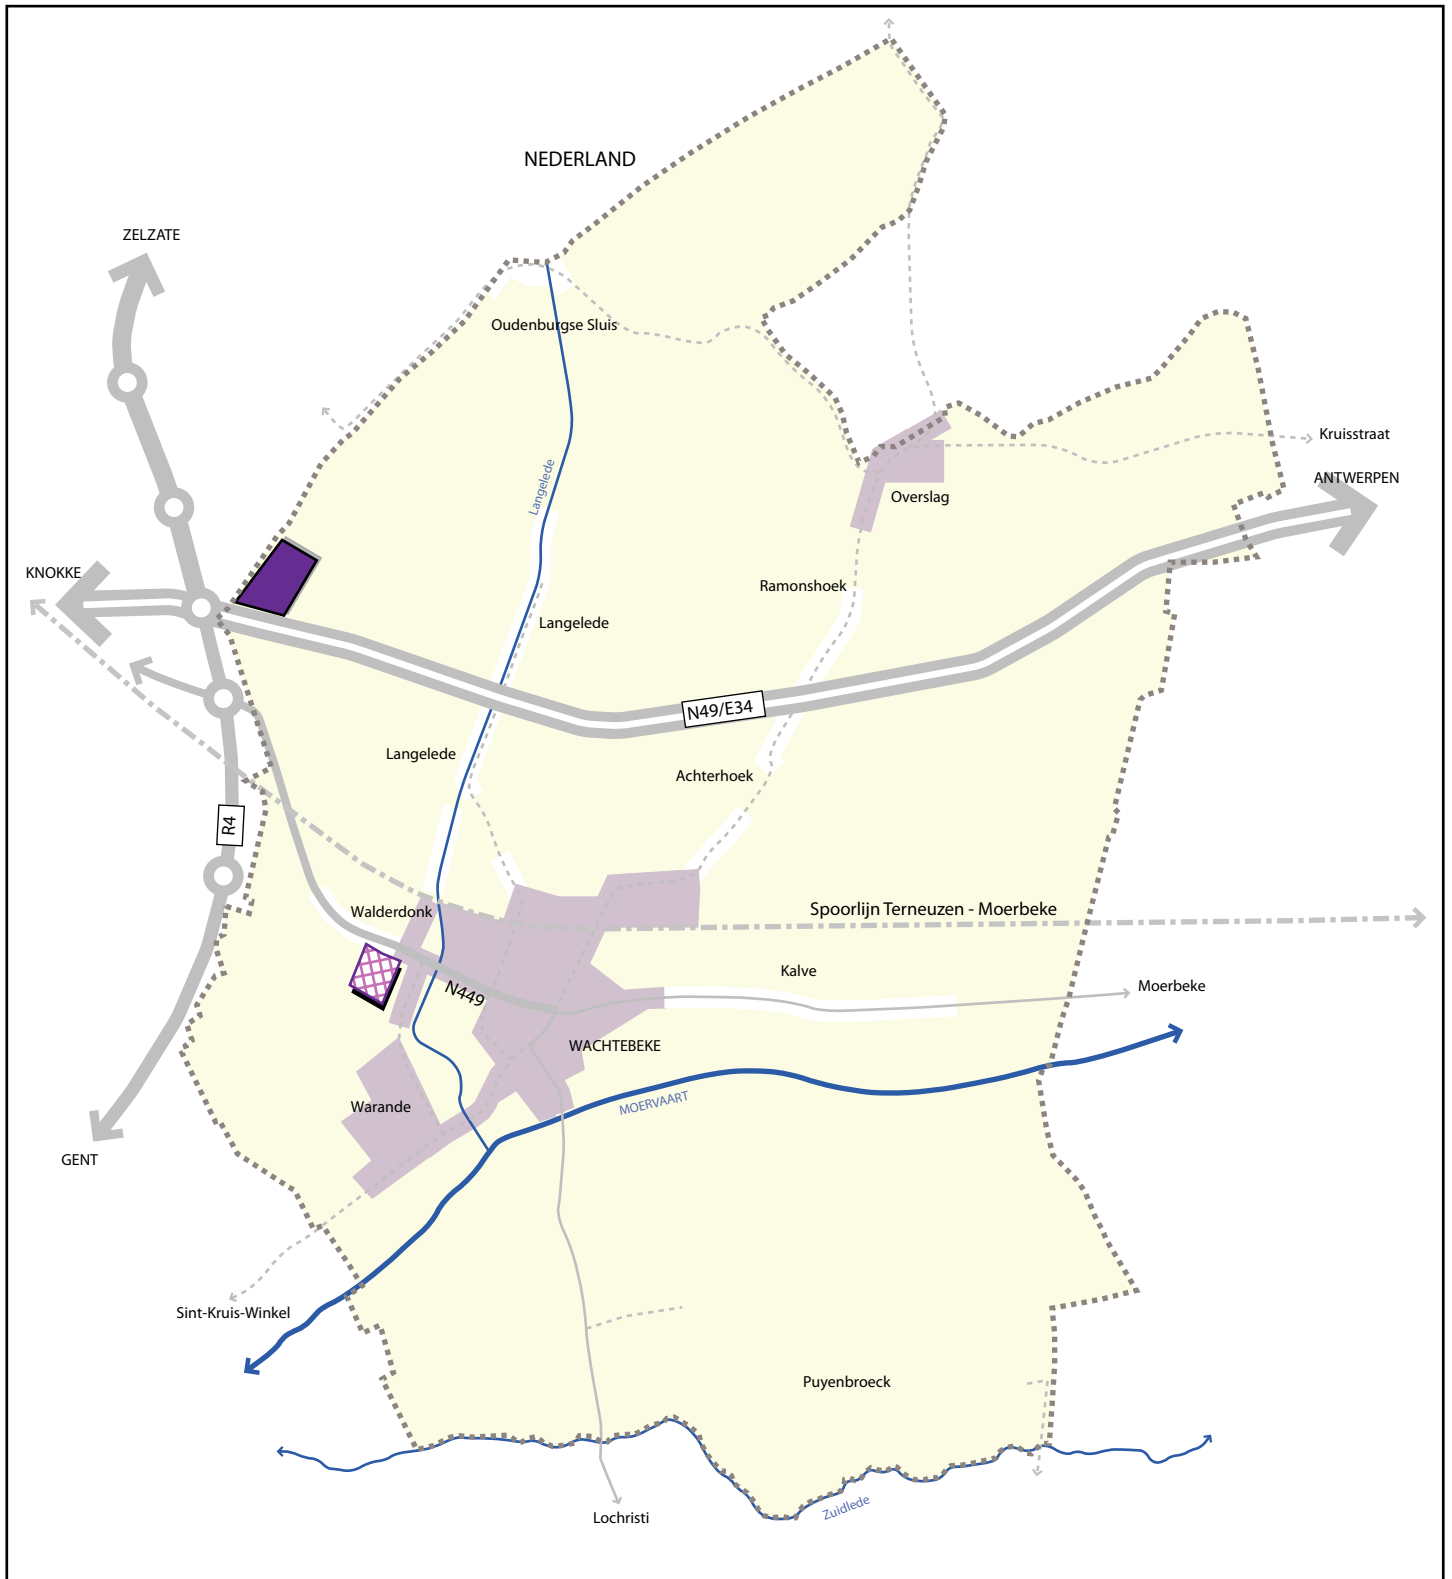 NEDERLAND
ZELZATE
Oudenburgse Sluis
Kruisstraat
ANTWERPEN
Langelede
Overslag
KNOKKE
Ramonshoek
Langelede
N49/E34
Langelede
Achterhoek
R4
Walderdonk
Spoorlijn Terneuzen - Moerbeke
Kalve
Moerbeke
N449
WACHTEBEKE
MOERVAART
Warande
GENT
Sint-Kruis-Winkel
Puyenbroeck
Zuidlede
Lochristi